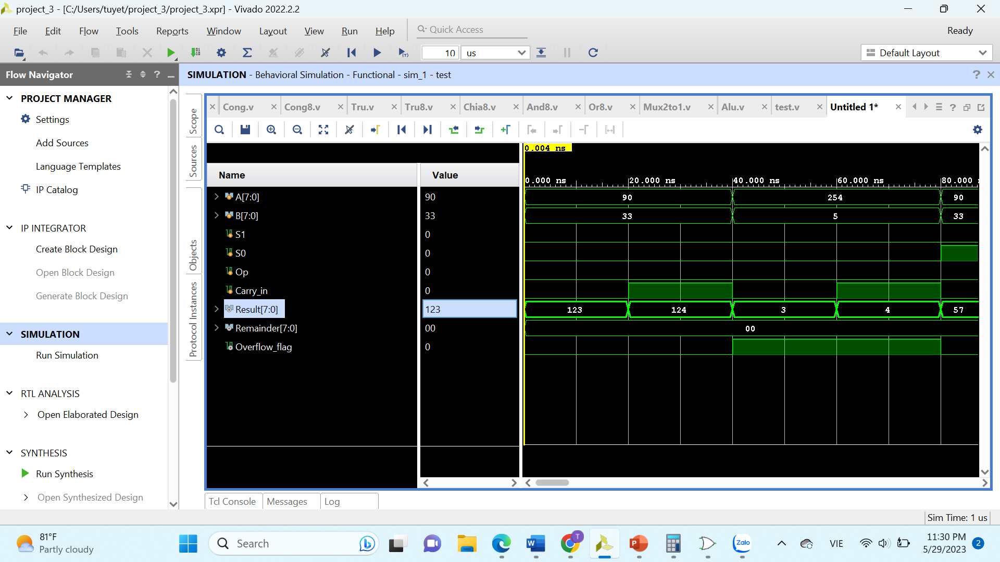 project_3 - [C:/Users/tuyet/project_3/project_3.xpr] - Vivado 2022.2.2
File Edit Flow Tools Reports Window Layout View Run Help Quick Access Ready
10 us Default Layout
Flow Navigator
SIMULATION - Behavioral Simulation - Functional - sim_1 - test
PROJECT MANAGER
Settings
Add Sources
Language Templates
IP Catalog
IP INTEGRATOR
Create Block Design
Open Block Design
Generate Block Design
SIMULATION
Run Simulation
RTL ANALYSIS
Open Elaborated Design
SYNTHESIS
Run Synthesis
Open Synthesized Design
Scope
Sources
Objects
Protocol Instances
Cong.v Cong8.v Tru.v Tru8.v Chia8.v And8.v Or8.v Mux2to1.v Alu.v test.v Untitled 1*
0.004 ns
Name Value
0.000 ns 20.000 ns 40.000 ns 60.000 ns 80.000
A[7:0] 90 90 254 90
B[7:0] 33 33 5 33
S1 0
S0 0
Op 0
Carry_in 0
Result[7:0] 123 123 124 3 4 57
Remainder[7:0] 00 00
Overflow_flag 0
Tcl Console Messages Log
Sim Time: 1 us
81°F
Partly cloudy
Search
T
W
P
Zalo
VIE
11:30 PM
5/29/2023
2